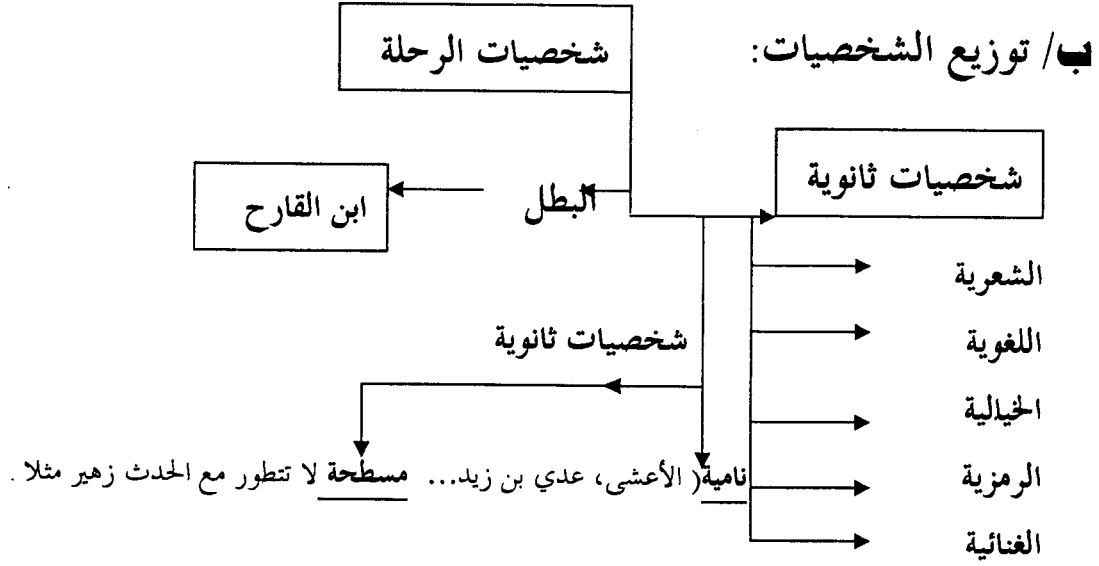 ب/ توزيع الشخصيات:
شخصيات الرحلة
شخصيات ثانوية
البطل
ابن القارح
الشعرية
شخصيات ثانوية
اللغوية
الخيالية
نامية( الأعشى، عدي بن زيد... مسطحة لا تتطور مع الحدث زهير مثلا .
الرمزية
الغنائية